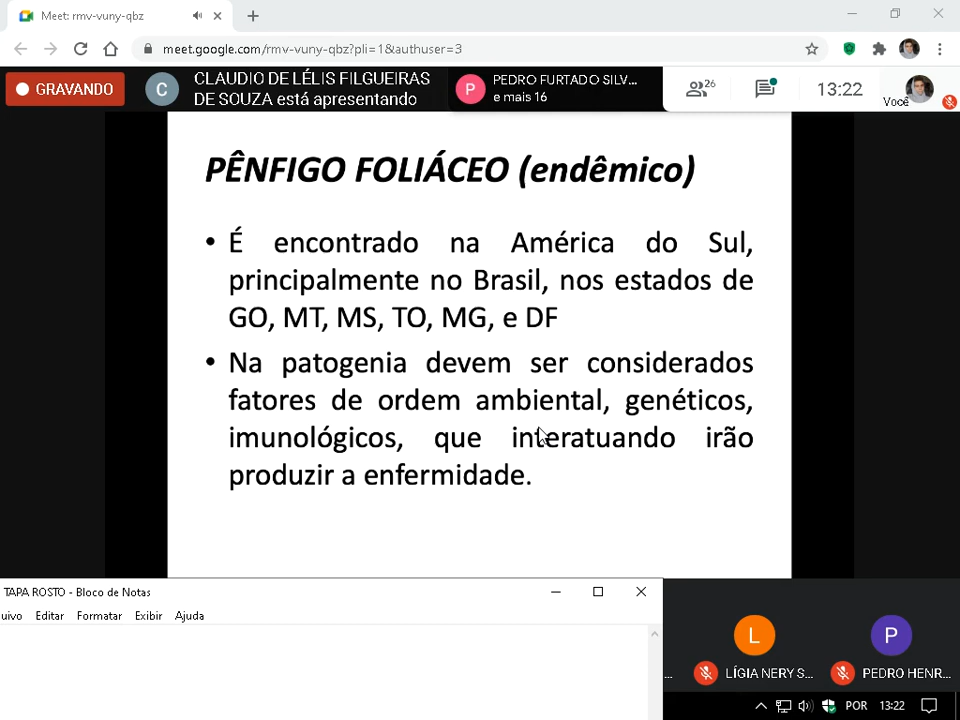 Meet: rmv-vuny-qbz
meet.google.com/rmv-vuny-qbz?pli=1&authuser=3
GRAVANDO
C
CLAUDIO DE LÉLIS FILGUEIRAS
DE SOUZA está apresentando
P
PEDRO FURTADO SILV...
e mais 16
26
13:22
Você
PÊNFIGO FOLIÁCEO (endêmico)
• É encontrado na América do Sul,
principalmente no Brasil, nos estados de
GO, MT, MS, TO, MG, e DF
• Na patogenia devem ser considerados
fatores de ordem ambiental, genéticos,
imunológicos, que interatuando irão
produzir a enfermidade.
TAPA ROSTO - Bloco de Notas
uivo Editar Formatar Exibir Ajuda
L
P
... LÍGIA NERY S... PEDRO HENR...
POR 13:22